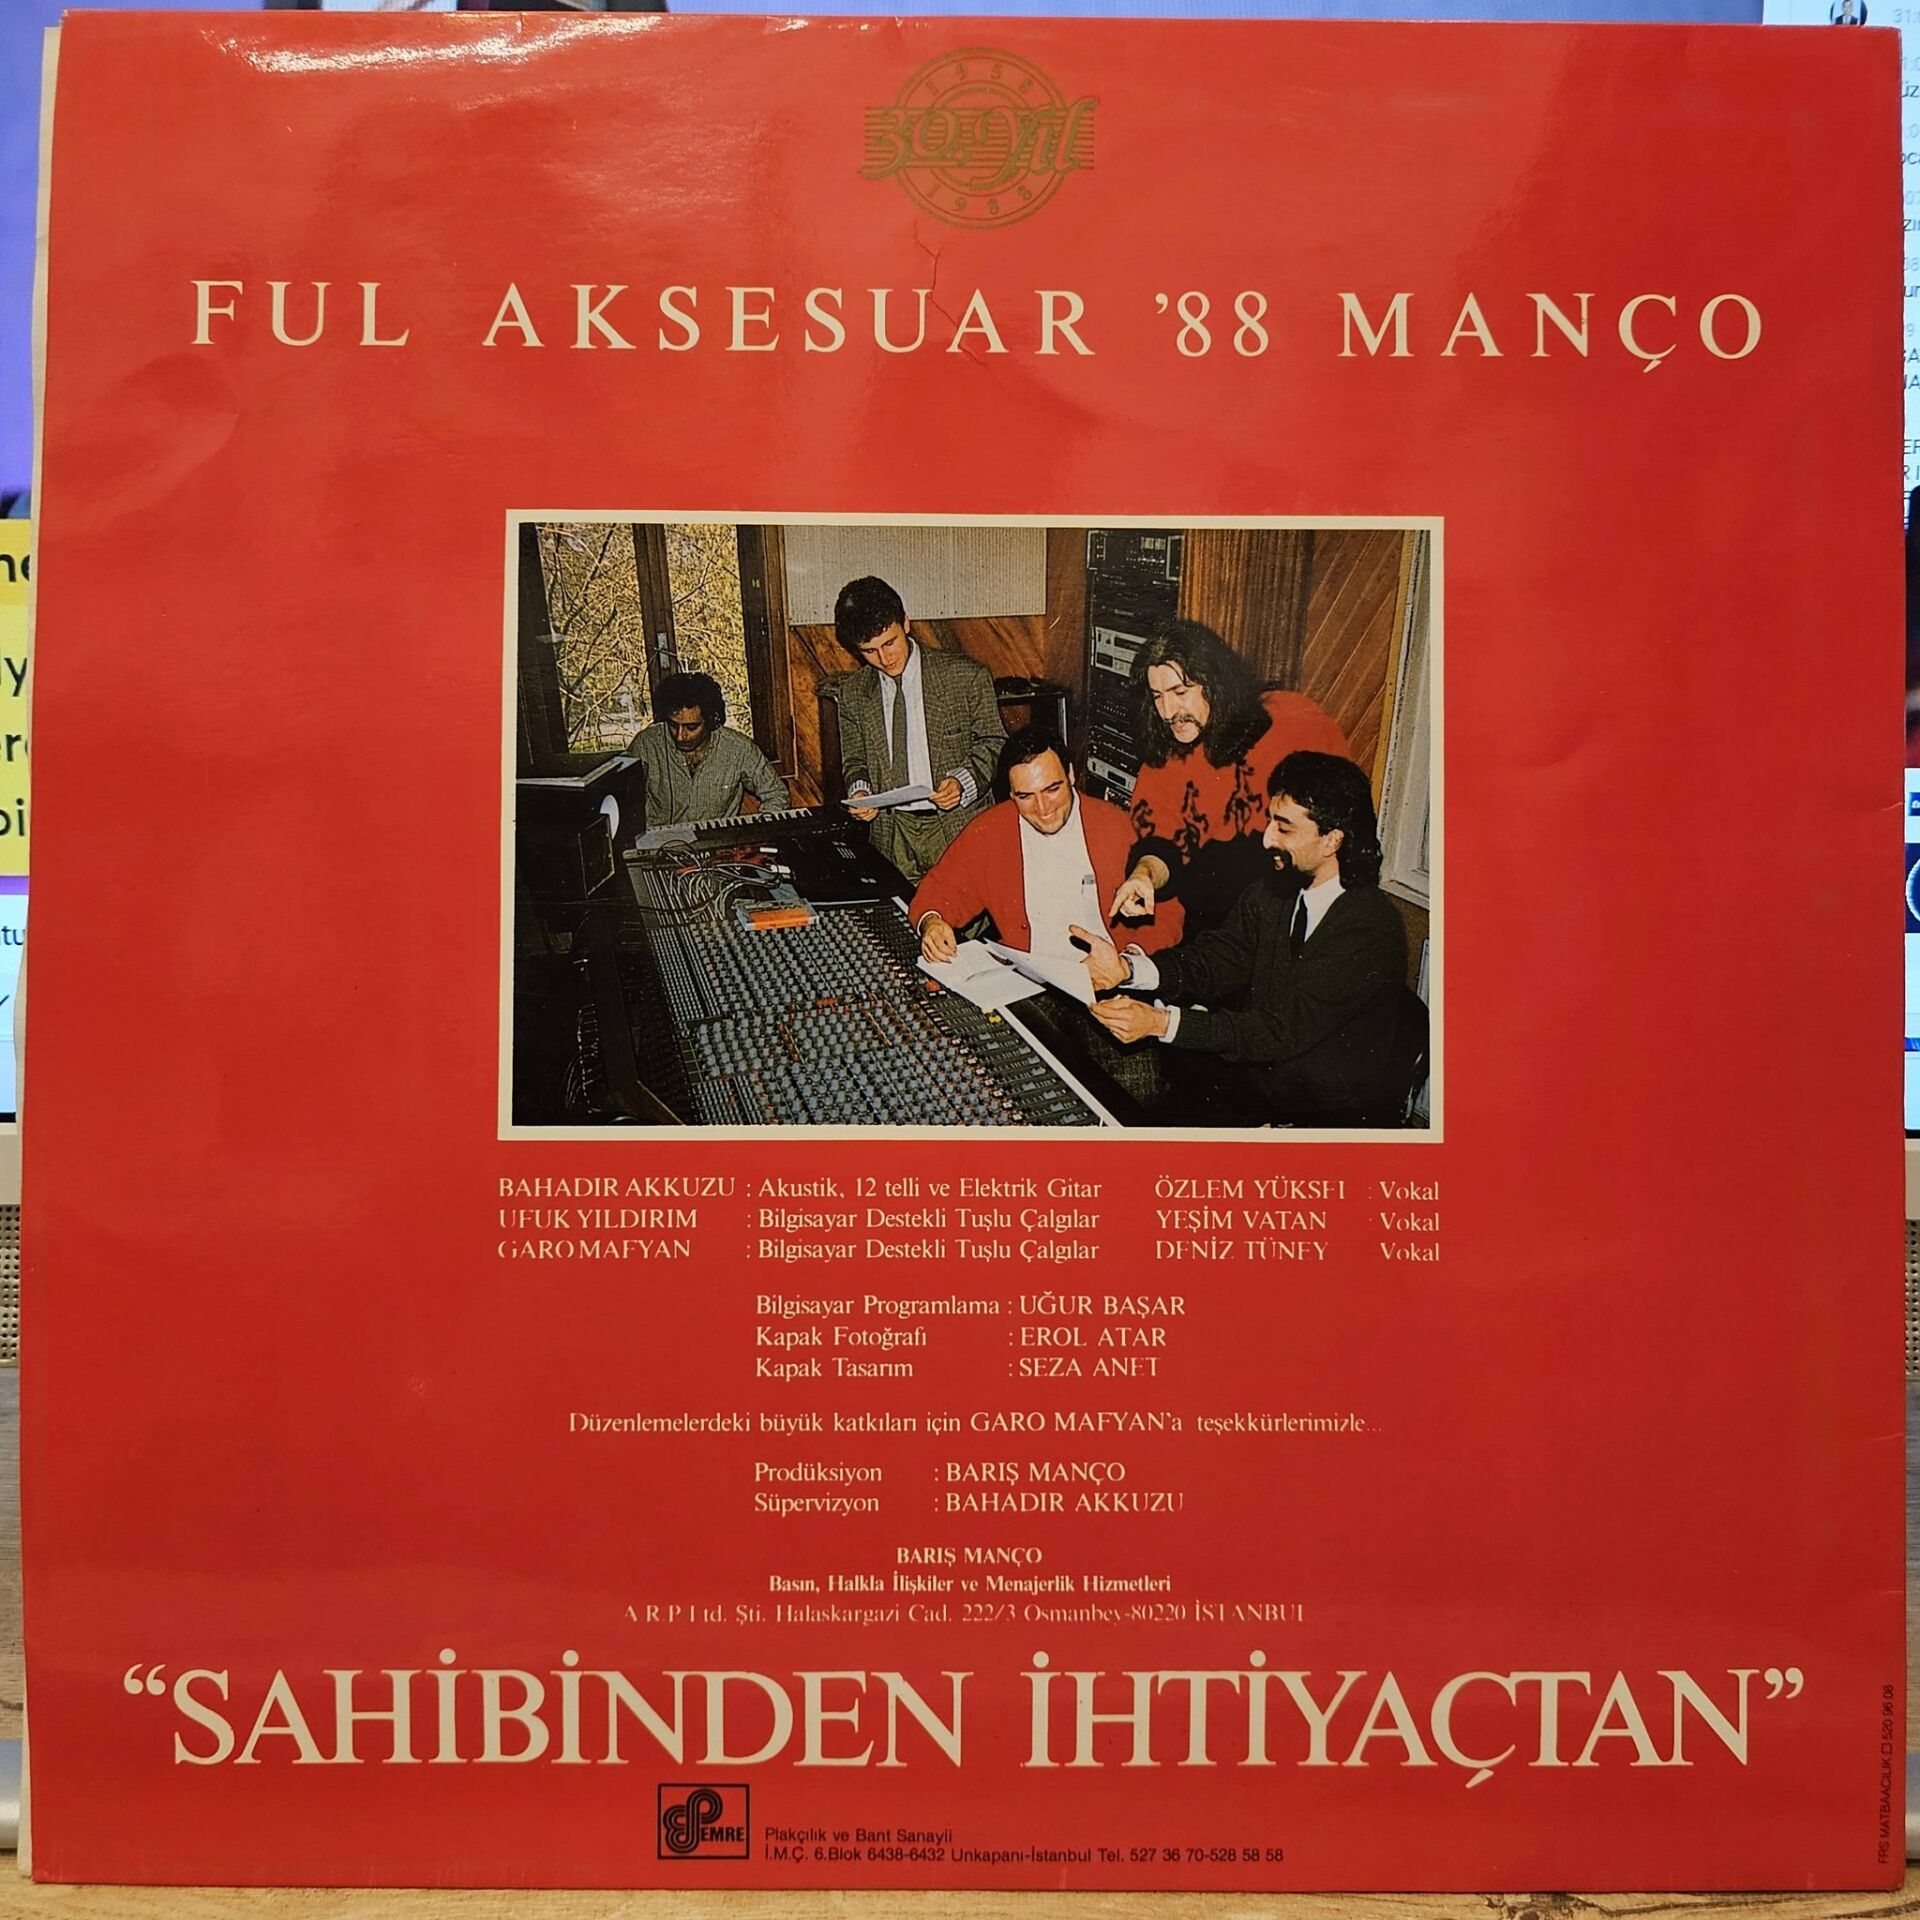 1958
30. Yıl
1988
FUL AKSESUAR '88 MANÇO
BAHADIR AKKUZU : Akustik, 12 telli ve Elektrik Gitar
UFUK YILDIRIM : Bilgisayar Destekli Tuşlu Çalgılar
GARO MAFYAN : Bilgisayar Destekli Tuşlu Çalgılar
ÖZLEM YÜKSEL : Vokal
YEŞİM VATAN : Vokal
DENİZ TÜNEY Vokal
Bilgisayar Programlama : UĞUR BAŞAR
Kapak Fotoğrafı : EROL ATAR
Kapak Tasarım : SEZA ANET
Düzenlemelerdeki büyük katkıları için GARO MAFYAN'a teşekkürlerimizle...
Prodüksiyon : BARIŞ MANÇO
Süpervizyon : BAHADIR AKKUZU
BARIŞ MANÇO
Basın, Halkla İlişkiler ve Menajerlik Hizmetleri
A.R.P Ltd. Şti. Halaskargazi Cad. 222/3 Osmanbey-80220 İSTANBUL
“SAHİBİNDEN İHTİYAÇTAN”
EMRE
Plakçılık ve Bant Sanayii
İ.M.Ç. 6.Blok 6438-6432 Unkapanı-İstanbul Tel. 527 36 70-528 58 58
FRS MATBAACILIK 520 96 08